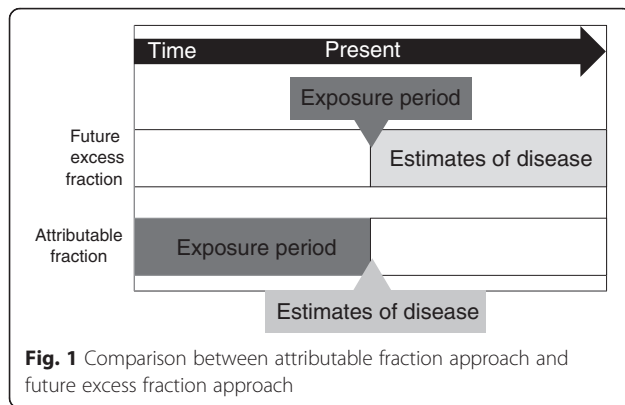 Time Present
Exposure period
Future
excess
fraction
Estimates of disease
Attributable
fraction
Exposure period
Estimates of disease
Fig. 1 Comparison between attributable fraction approach and
future excess fraction approach